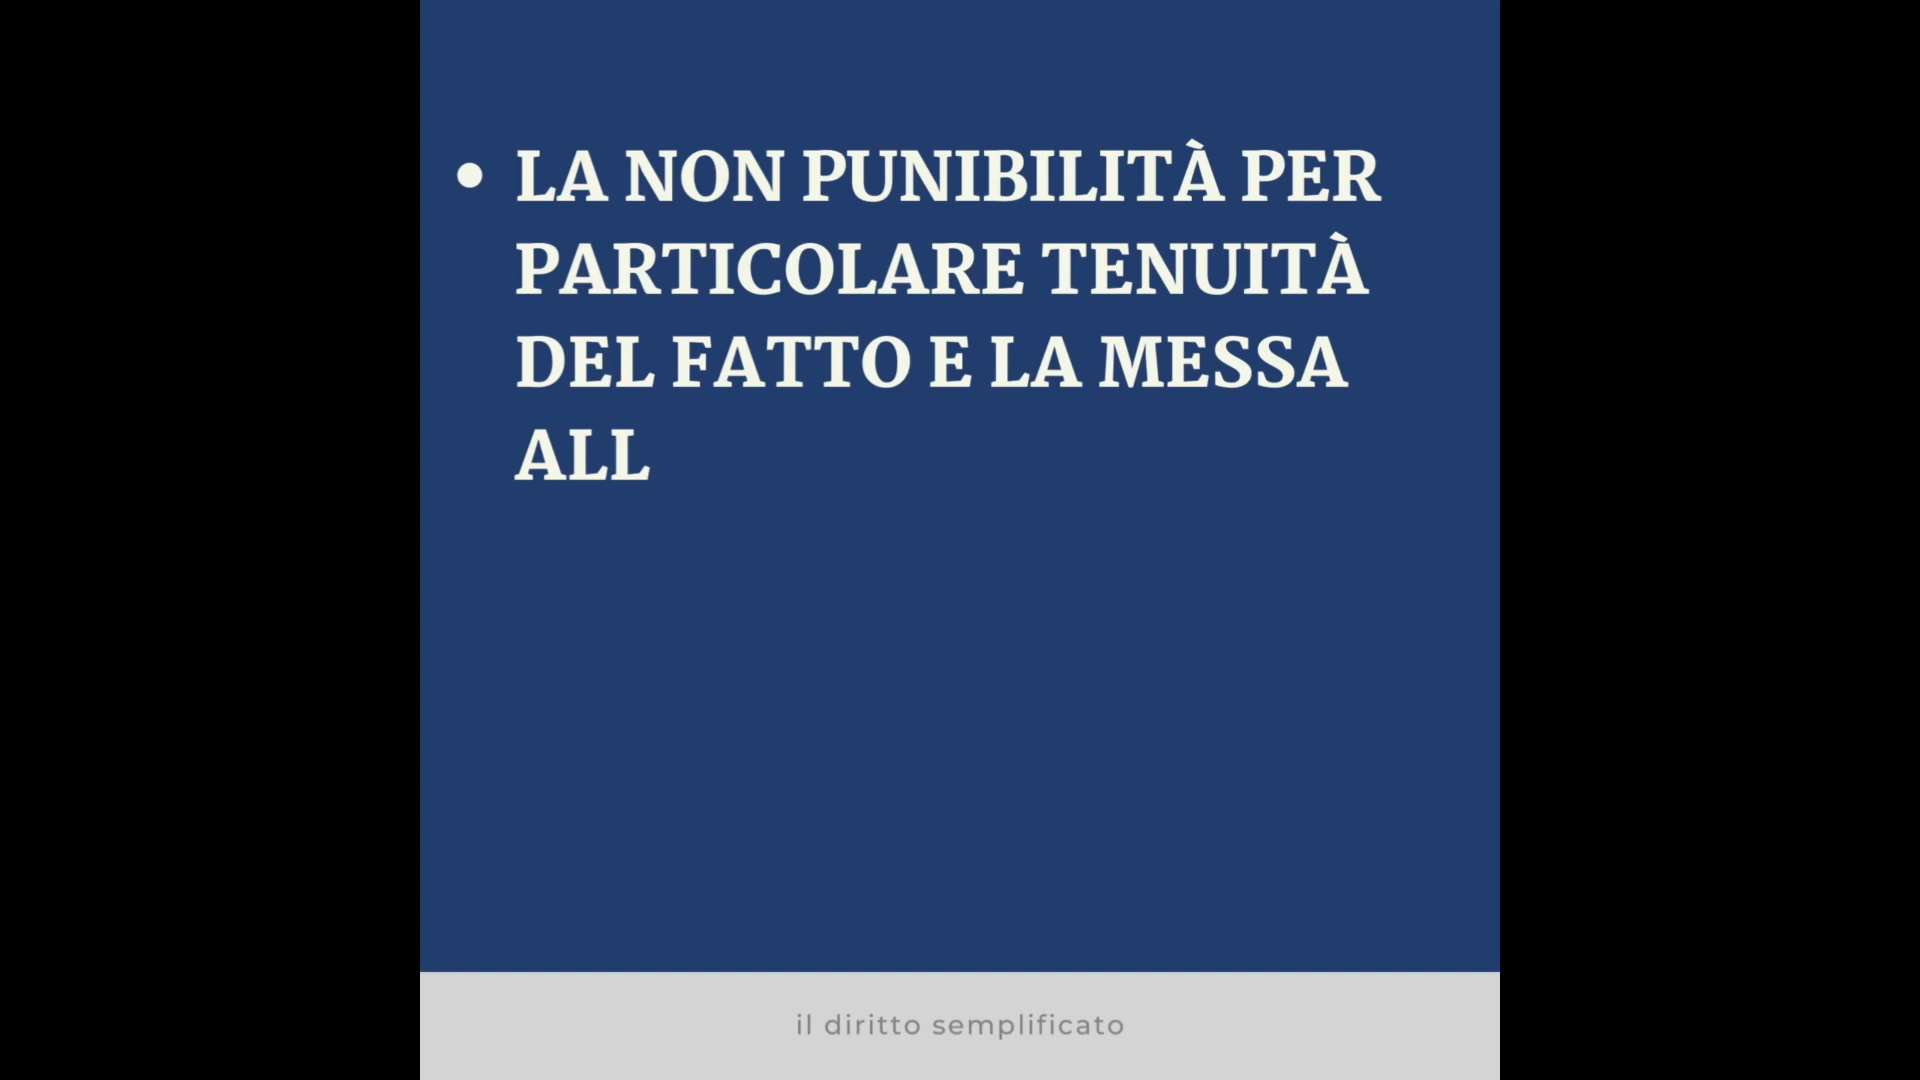 • LA NON PUNIBILITÀ PER
PARTICOLARE TENUITÀ
DEL FATTO E LA MESSA
ALL
il diritto semplificato